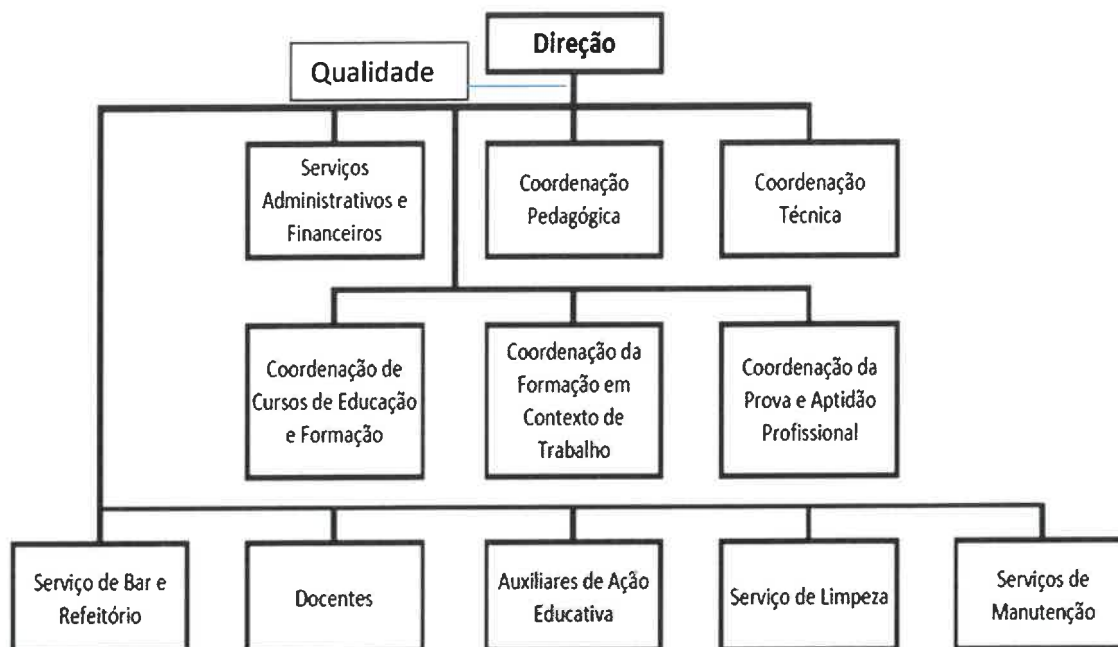 Direção
Qualidade
Serviços
Administrativos e
Financeiros
Coordenação
Pedagógica
Coordenação
Técnica
Coordenação de
Cursos de Educação
e Formação
Coordenação da
Formação em
Contexto de
Trabalho
Coordenação da
Prova e Aptidão
Profissional
Serviço de Bar e
Refeitório
Docentes
Auxiliares de Ação
Educativa
Serviço de Limpeza
Serviços de
Manutenção